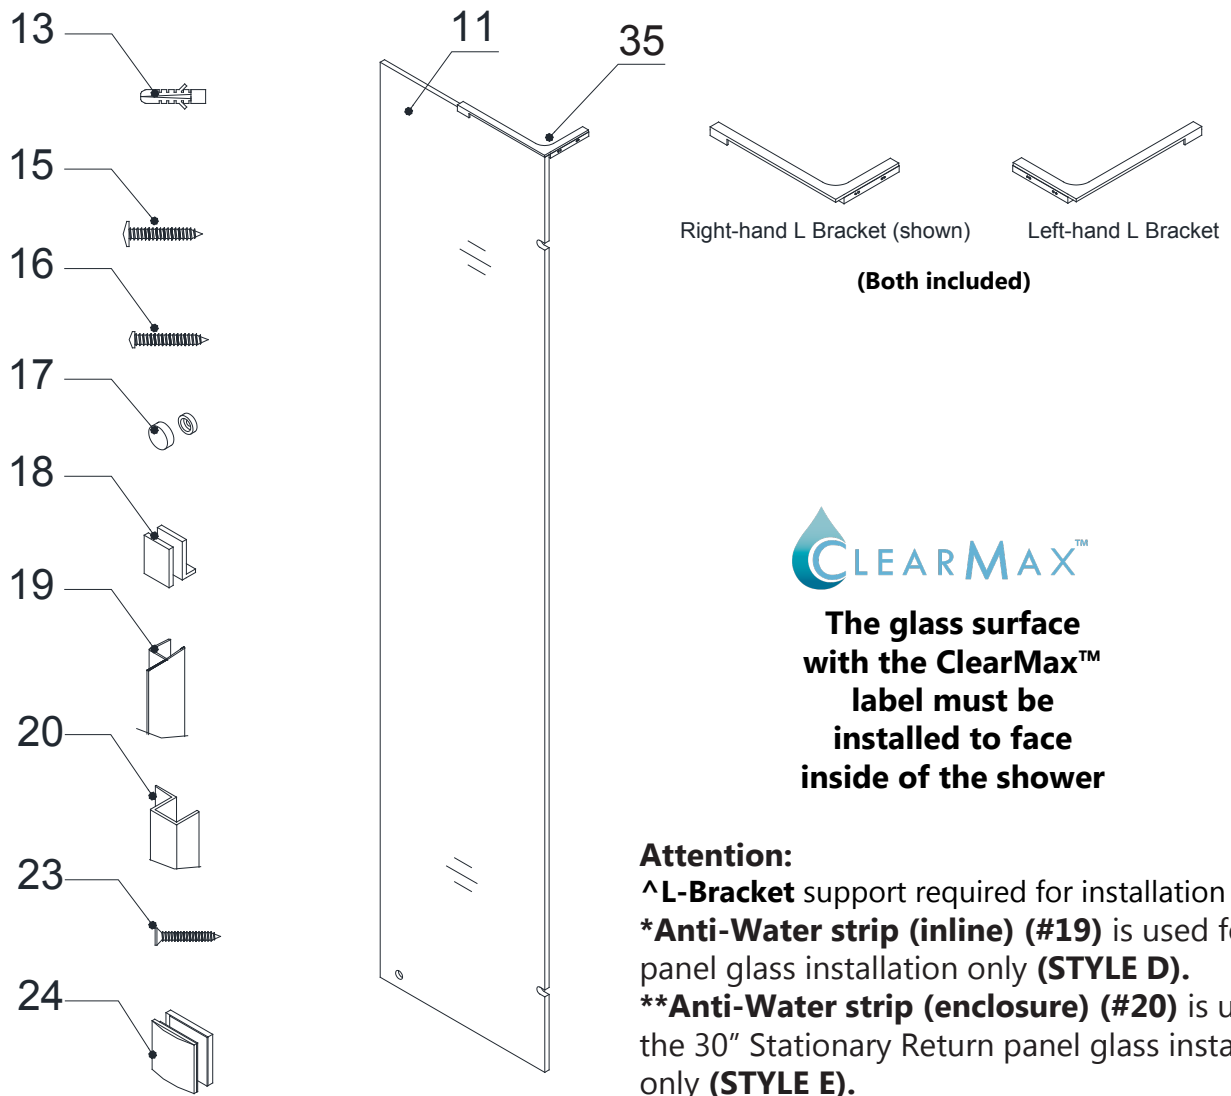 13
15
16
17
18
19
20
23
24
11
35
Right-hand L Bracket (shown)
Left-hand L Bracket
(Both included)
CLEARMAX™
The glass surface
with the ClearMax™
label must be
installed to face
inside of the shower
Attention:
^L-Bracket support required for installation
*Anti-Water strip (inline) (#19) is used
panel glass installation only (STYLE D).
**Anti-Water strip (enclosure) (#20) is
the 30″ Stationary Return panel glass
only (STYLE E).